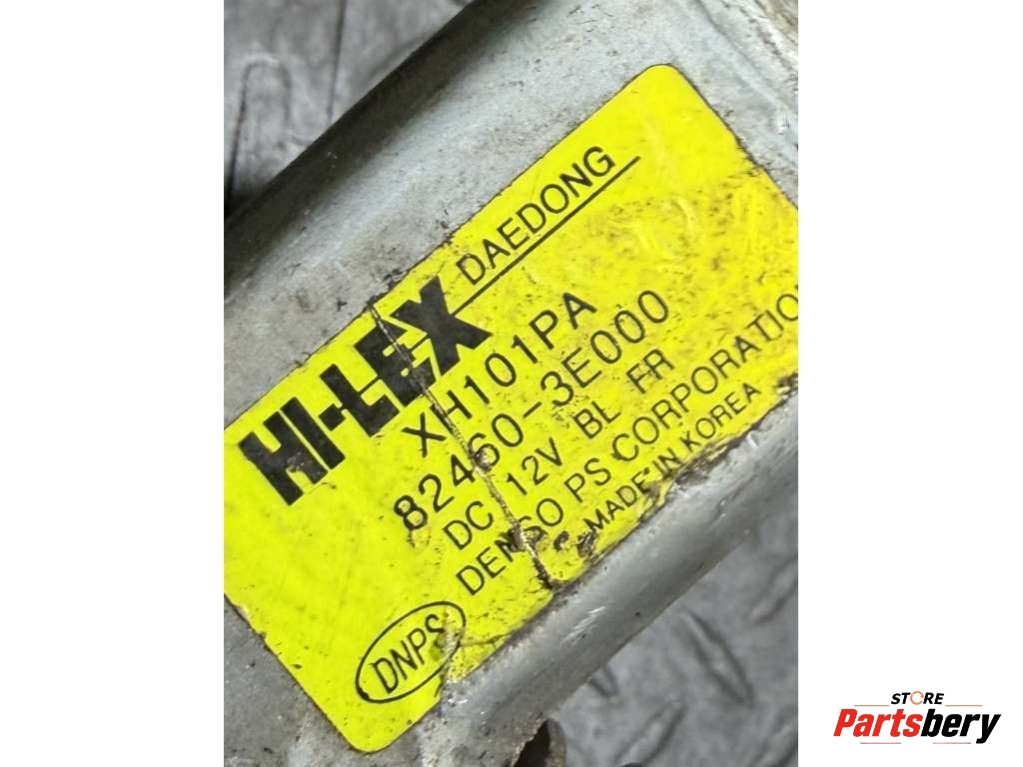 HI-LEX DAEDONG
XH101PA
82460-3E000
DC 12V BL FR
DENSO PS CORPORATIO
DNPS
MADE IN KOREA
STORE
Partsbery